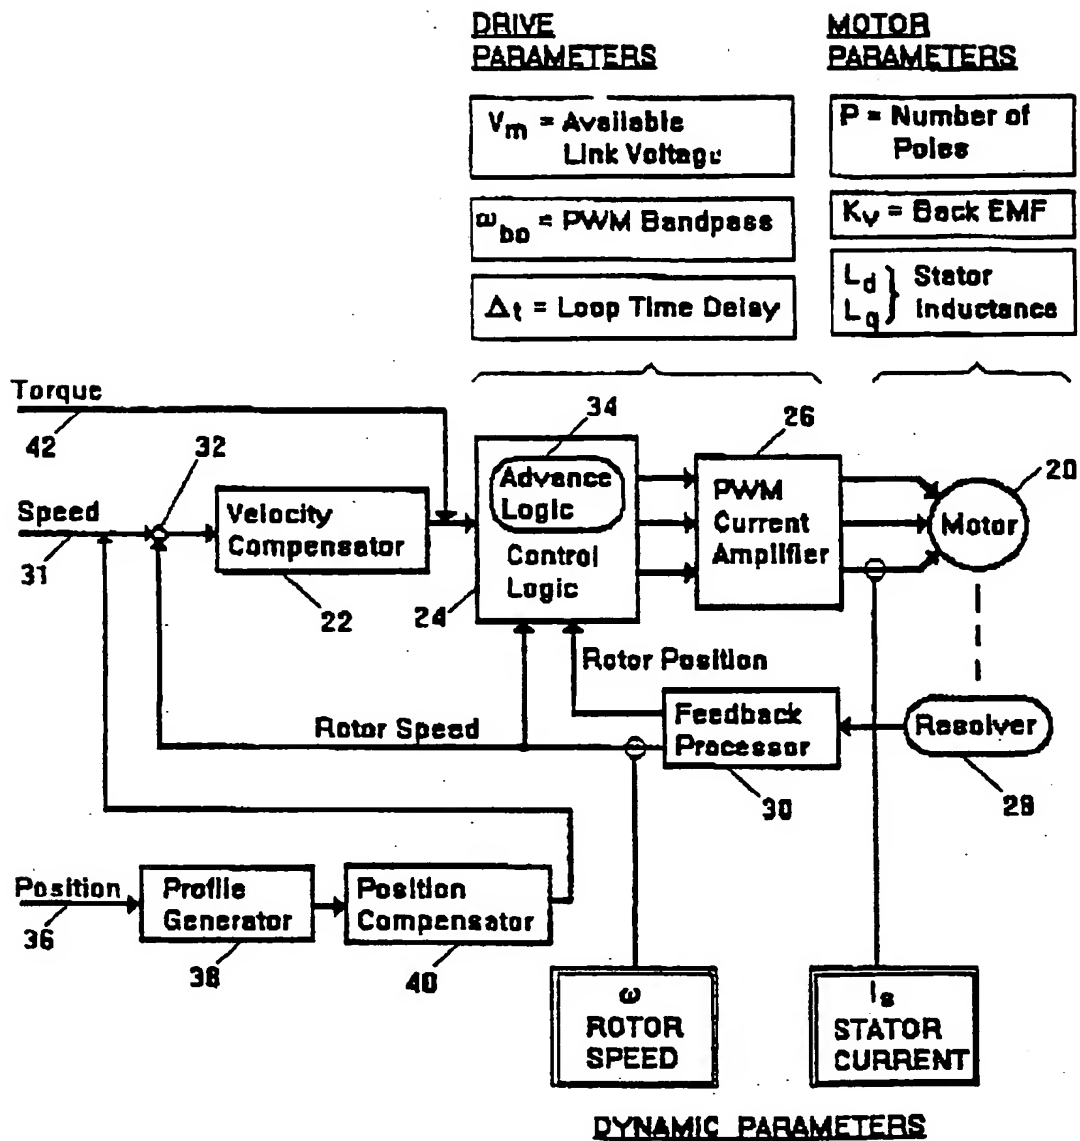 DRIVE
PARAMETERS
MOTOR
PARAMETERS
Vm = Available
Link Voltage
P = Number of
Poles
ωbo = PWM Bandpass
Kv = Back EMF
Δt = Loop Time Delay
Ld } Stator
Lq } Inductance
Torque
42
32
34
26
20
Speed
31
Velocity
Compensator
22
Advance
Logic
Control
Logic
24
PWM
Current
Amplifier
Motor
Rotor Position
Rotor Speed
Feedback
Processor
30
Resolver
28
Position
36
Profile
Generator
38
Position
Compensator
40
ω
ROTOR
SPEED
Is
STATOR
CURRENT
DYNAMIC PARAMETERS